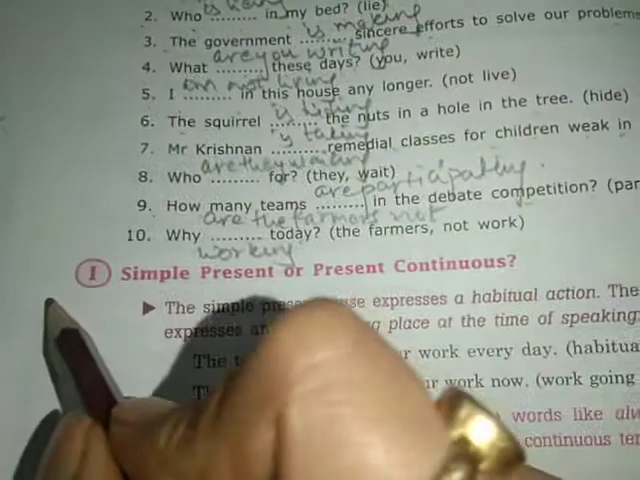 is lying
2. Who ......... in my bed? (lie)
is making
3. The government ......... sincere efforts to solve our problems
are you writing
4. What ......... these days? (you, write)
am not living
5. I ......... in this house any longer. (not live)
is hiding
6. The squirrel ......... the nuts in a hole in the tree. (hide)
is taking
7. Mr Krishnan ......... remedial classes for children weak in
are they waiting
8. Who ......... for? (they, wait)
are participating.
9. How many teams ......... in the debate competition? (par
are the farmers not
10. Why ......... today? (the farmers, not work)
working
I Simple Present or Present Continuous?
▶ The simple expresses a habitual action. The
expresses place at the time of speaking
The work every day. (habitua
work now. (work going
words like alw
continuous ten